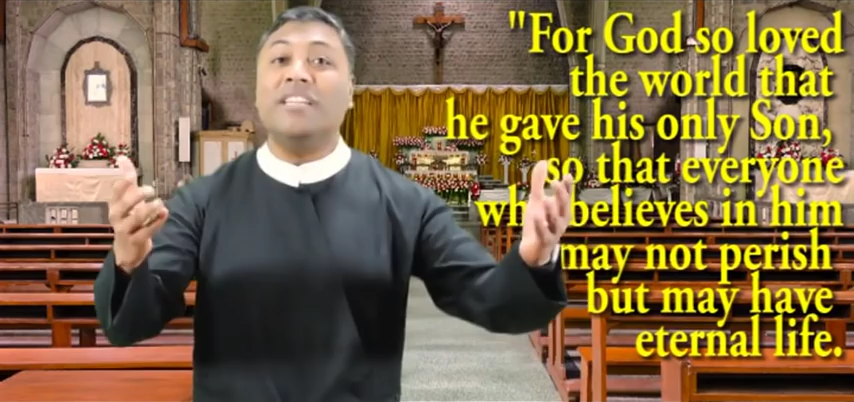 "For God so loved
the world that
he gave his only Son,
so that everyone
who believes in him
may not perish
but may have
eternal life.